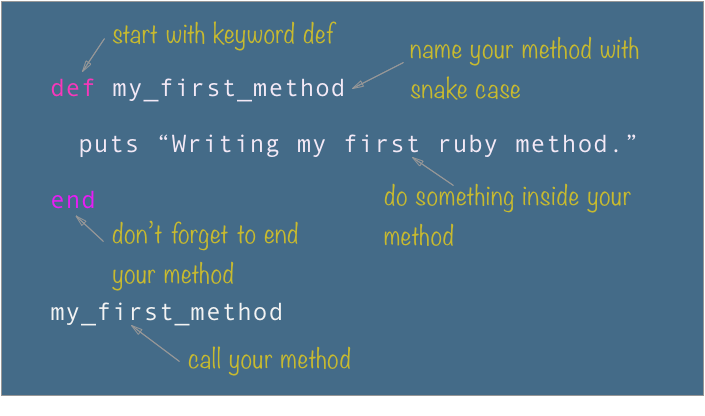 start with keyword def
name your method with
snake case
def my_first_method
puts “Writing my first ruby method.”
do something inside your
method
end
don't forget to end
your method
my_first_method
call your method